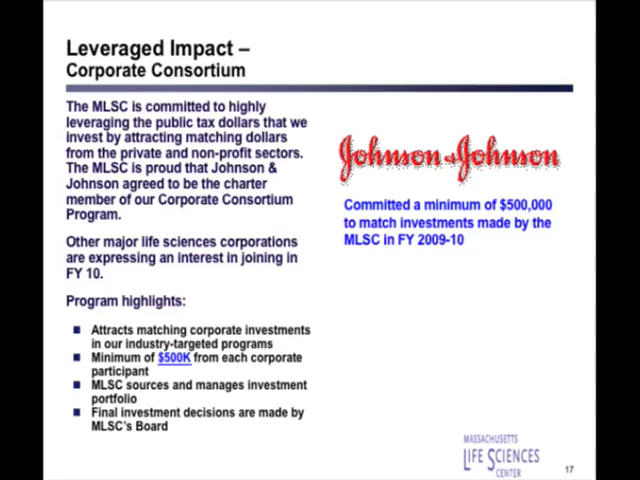 Leveraged Impact –
Corporate Consortium
The MLSC is committed to highly
leveraging the public tax dollars that we
invest by attracting matching dollars
from the private and non-profit sectors.
The MLSC is proud that Johnson &
Johnson agreed to be the charter
member of our Corporate Consortium
Program.
Other major life sciences corporations
are expressing an interest in joining in
FY 10.
Program highlights:
Attracts matching corporate investments
in our industry-targeted programs
Minimum of $500K from each corporate
participant
MLSC sources and manages investment
portfolio
Final investment decisions are made by
MLSC's Board
Johnson & Johnson
Committed a minimum of $500,000
to match investments made by the
MLSC in FY 2009-10
MASSACHUSETTS
LIFE SCIENCES
CENTER
17